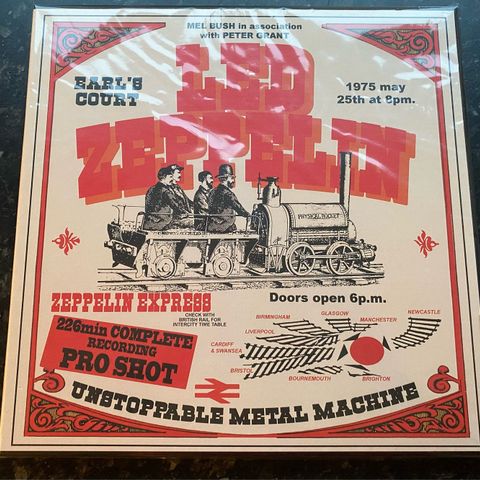 MEL BUSH in association
with PETER GRANT
LED
ZEPPELIN
EARL'S
COURT
1975 may
25th at 8pm.
PHYSICAL ROCKET
ZEPPELIN EXPRESS
CHECK WITH
BRITISH RAIL FOR
INTERCITY TIME TABLE
Doors open 6p.m.
BIRMINGHAM
GLASGOW
MANCHESTER
NEWCASTLE
LIVERPOOL
CARDIFF
& SWANSEA
BRISTOL
BOURNEMOUTH
BRIGHTON
226min COMPLETE
RECORDING
PRO SHOT
UNSTOPPABLE METAL MACHINE